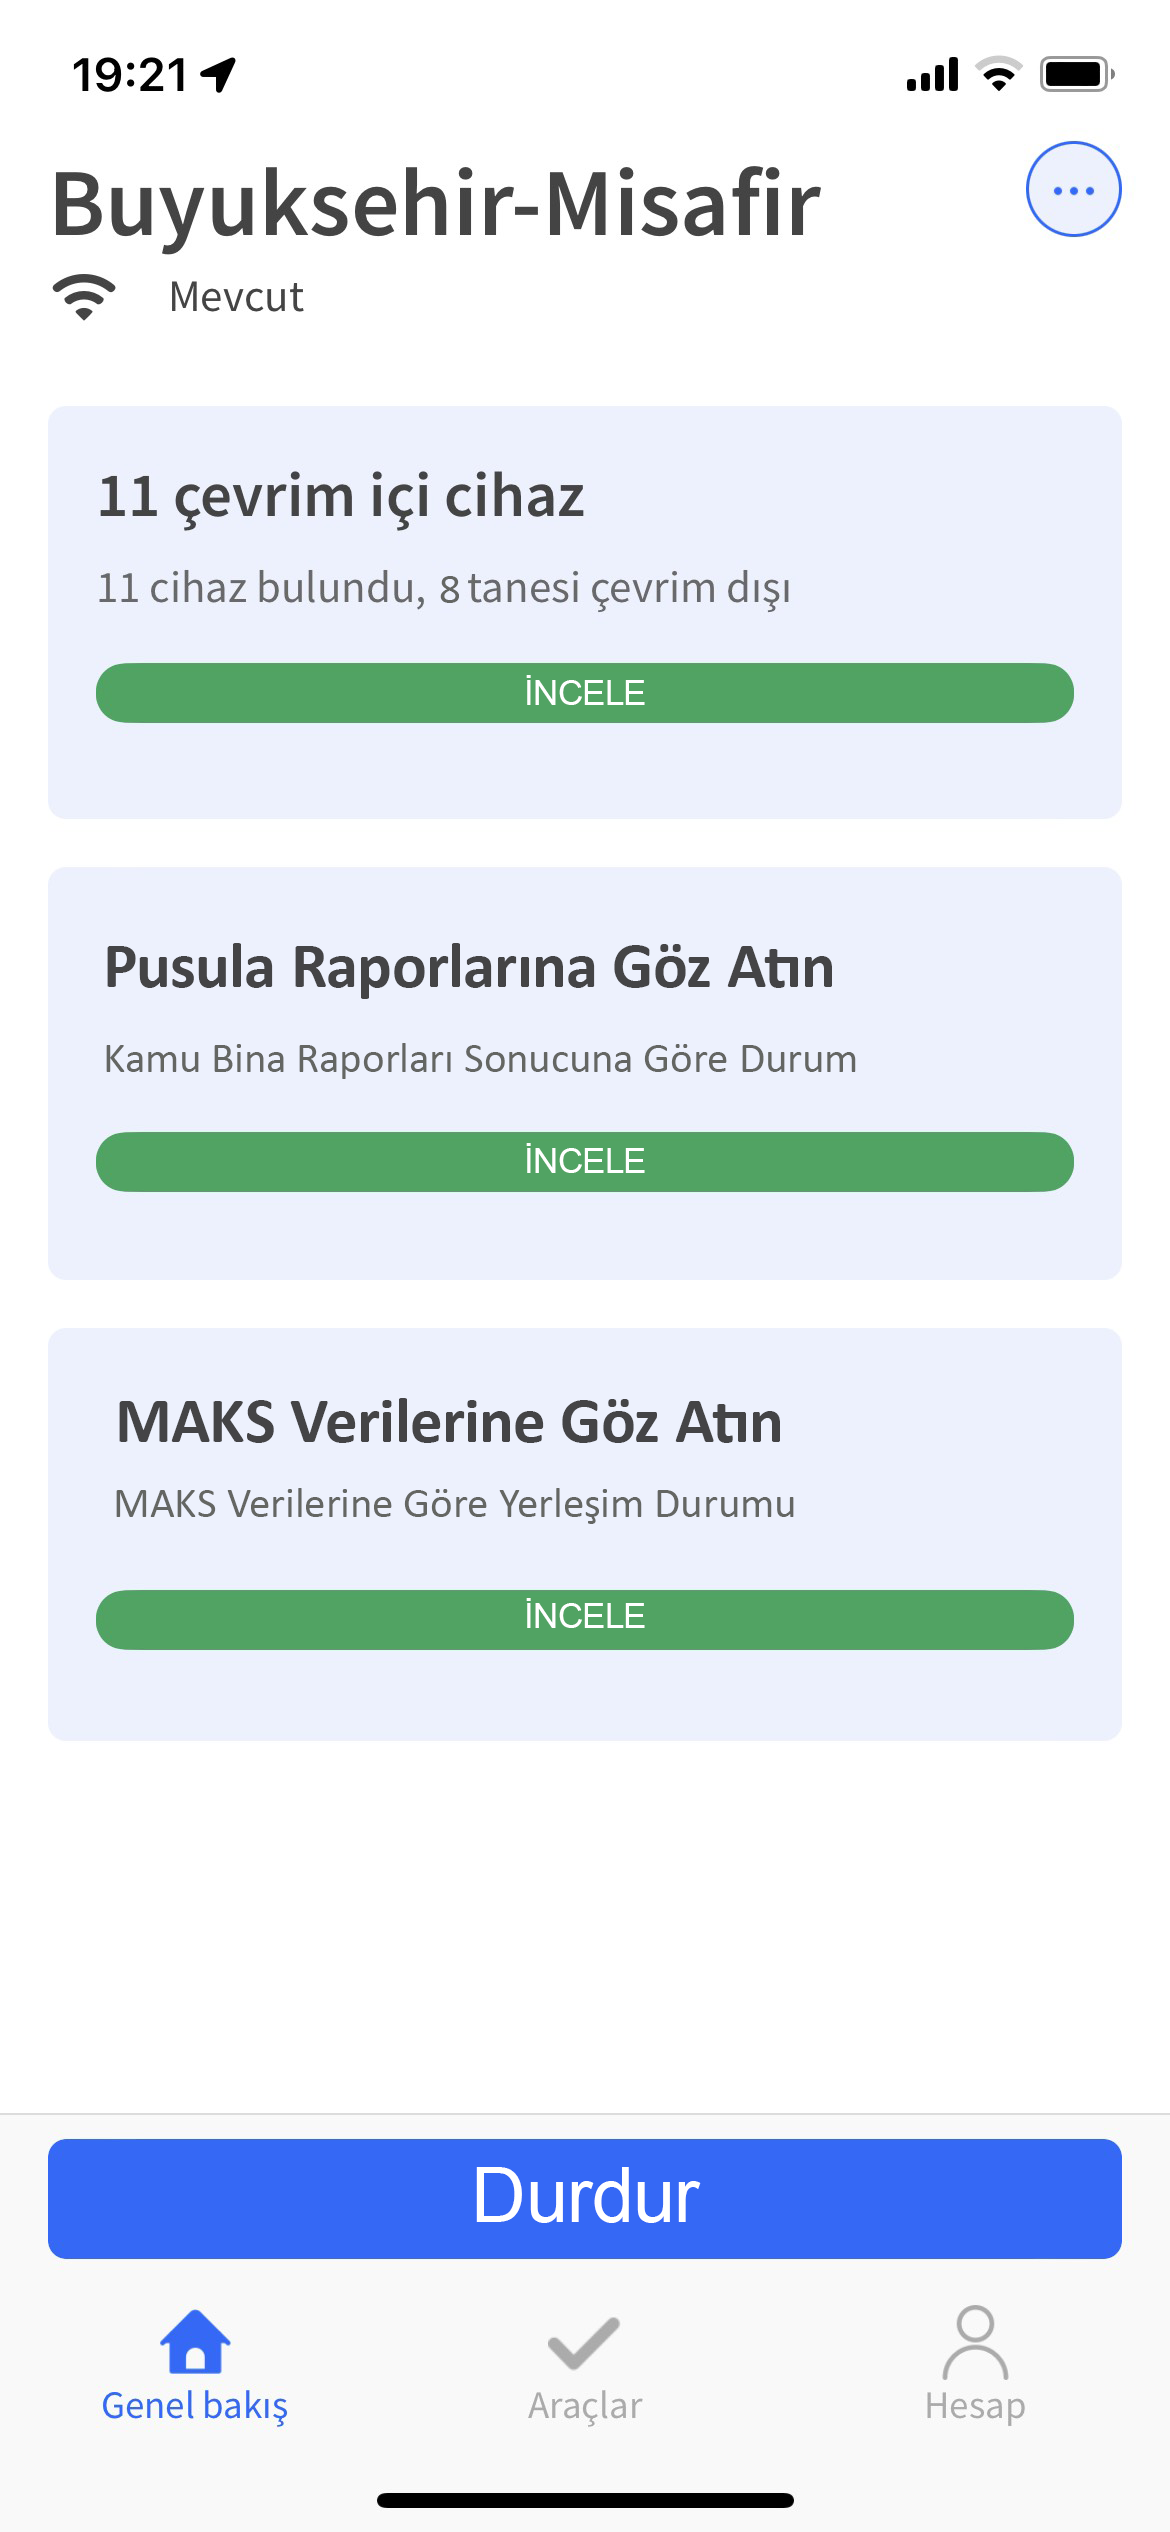 19:21
Buyuksehir-Misafir
Mevcut
11 çevrim içi cihaz
11 cihaz bulundu, 8 tanesi çevrim dışı
İNCELE
Pusula Raporlarına Göz Atın
Kamu Bina Raporları Sonucuna Göre Durum
İNCELE
MAKS Verilerine Göz Atın
MAKS Verilerine Göre Yerleşim Durumu
İNCELE
Durdur
Genel bakış
Araçlar
Hesap